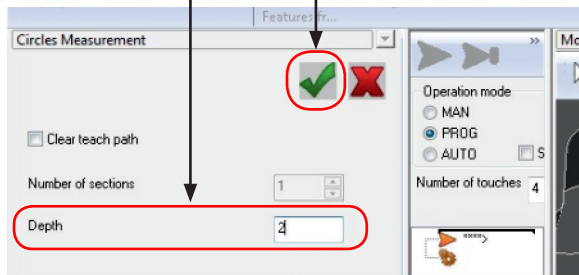 Features fr...
Circles Measurement
»
Mo
Operation mode
MAN
Clear teach path
PROG
AUTO
S
Number of sections
1
Number of touches
4
Depth
2